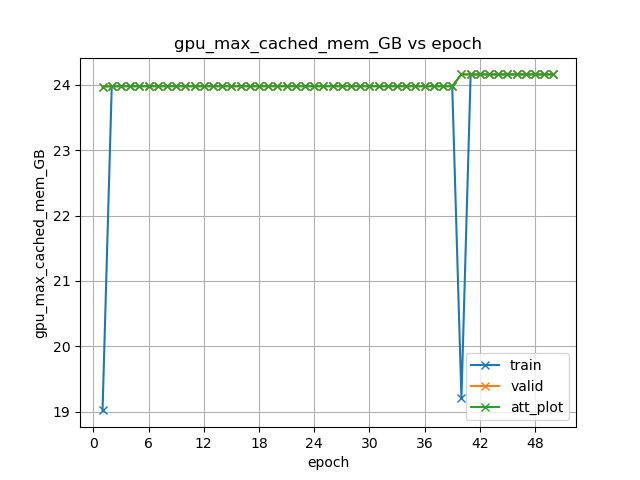 gpu_max_cached_mem_GB vs epoch
gpu_max_cached_mem_GB
24
23
22
21
20
19
0 6 12 18 24 30 36 42 48
epoch
train
valid
att_plot